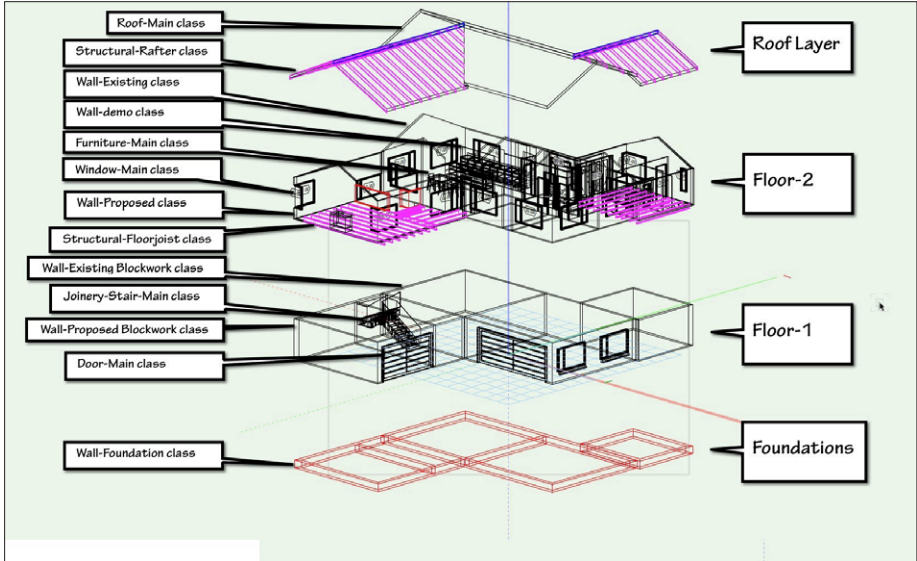 Roof-Main class
Structural-Rafter class
Wall-Existing class
Wall-demo class
Furniture-Main class
Window-Main class
Wall-Proposed class
Structural-Floorjoist class
Wall-Existing Blockwork class
Joinery-Stair-Main class
Wall-Proposed Blockwork class
Door-Main class
Wall-Foundation class
Roof Layer
Floor-2
Floor-1
Foundations